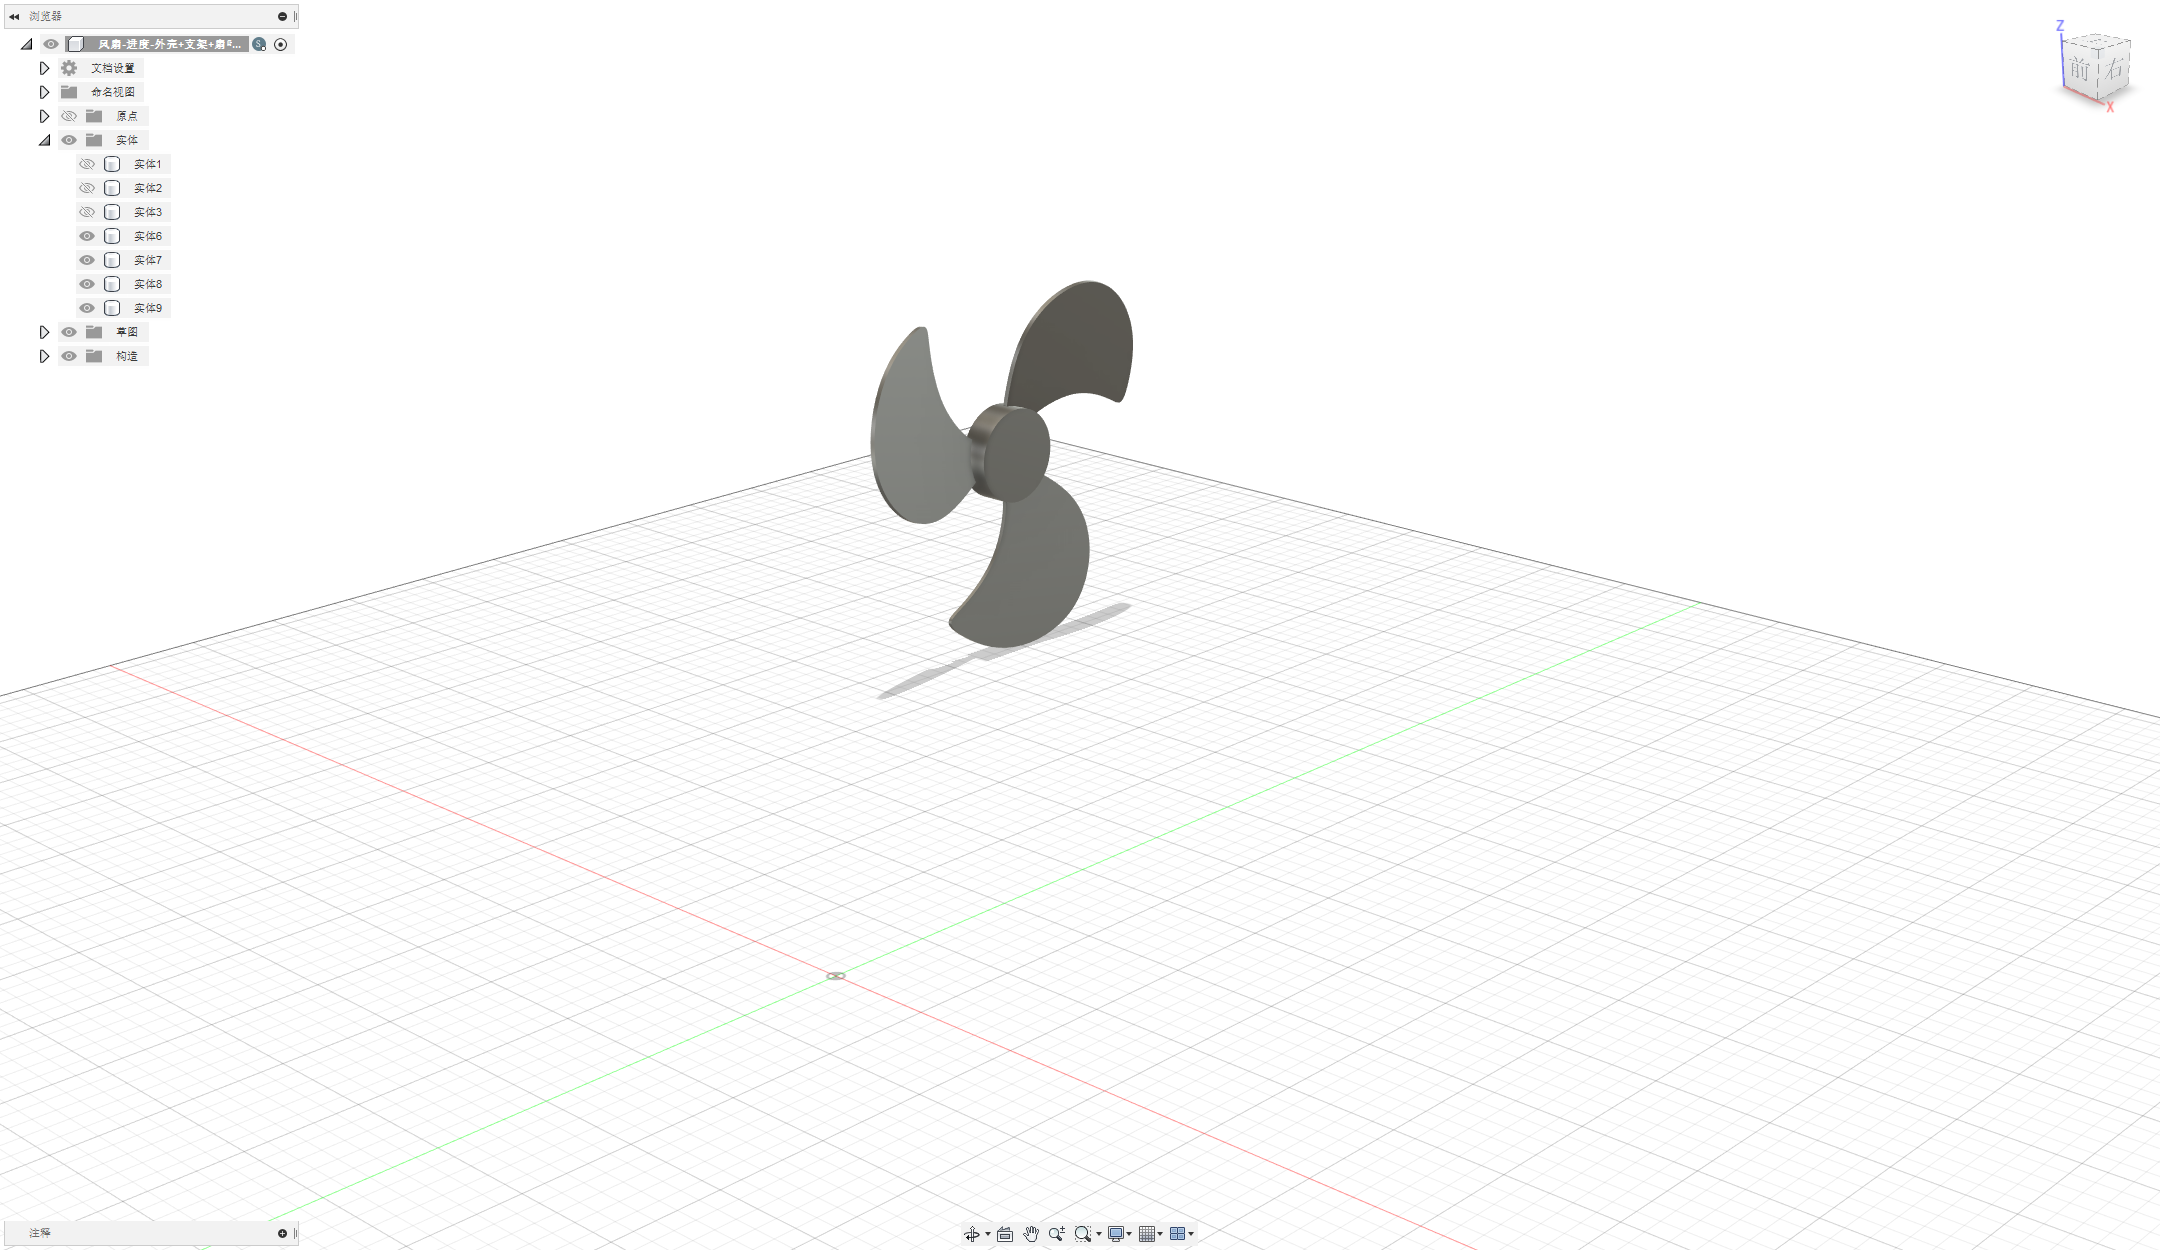 浏览器
风扇-进度-外壳+支架+扇...
文档设置
命名视图
原点
实体
实体1
实体2
实体3
实体6
实体7
实体8
实体9
草图
构造
Z
前 右
X
注释